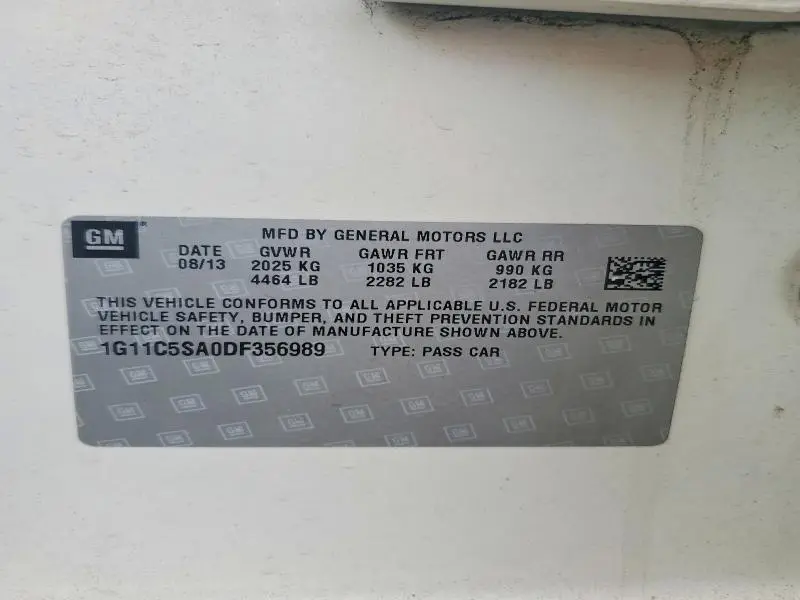 GM
MFD BY GENERAL MOTORS LLC
DATE GVWR GAWR FRT GAWR RR
08/13 2025 KG 1035 KG 990 KG
4464 LB 2282 LB 2182 LB
THIS VEHICLE CONFORMS TO ALL APPLICABLE U.S. FEDERAL MOTOR
VEHICLE SAFETY, BUMPER, AND THEFT PREVENTION STANDARDS IN
EFFECT ON THE DATE OF MANUFACTURE SHOWN ABOVE.
1G11C5SA0DF356989 TYPE: PASS CAR